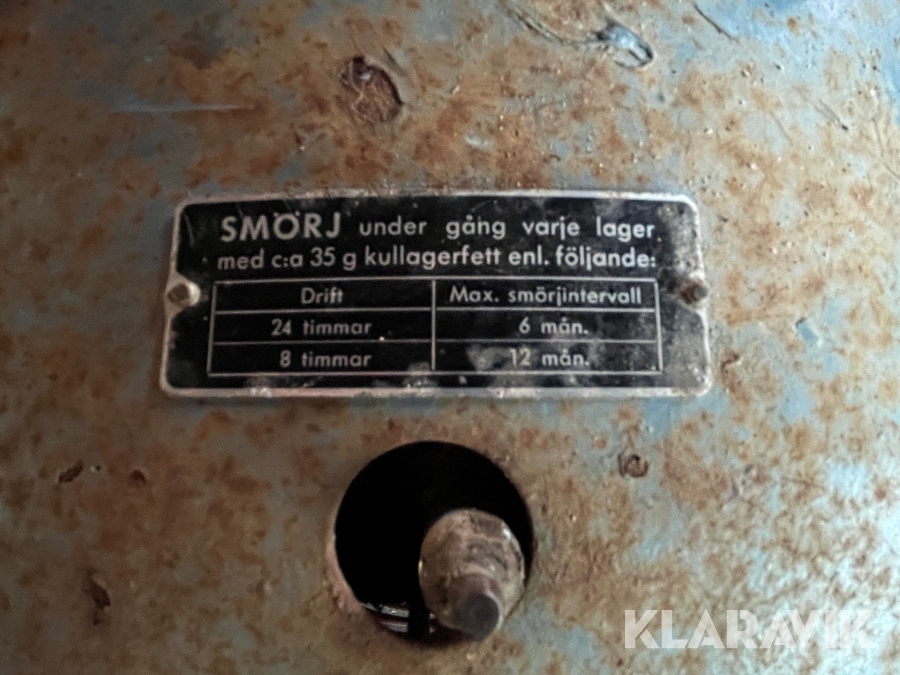 SMÖRJ under gång varje lager
med c:a 35 g kullagerfett enl. följande:
Drift Max. smörjintervall
24 timmar 6 mån.
8 timmar 12 mån.
KLARAVIK